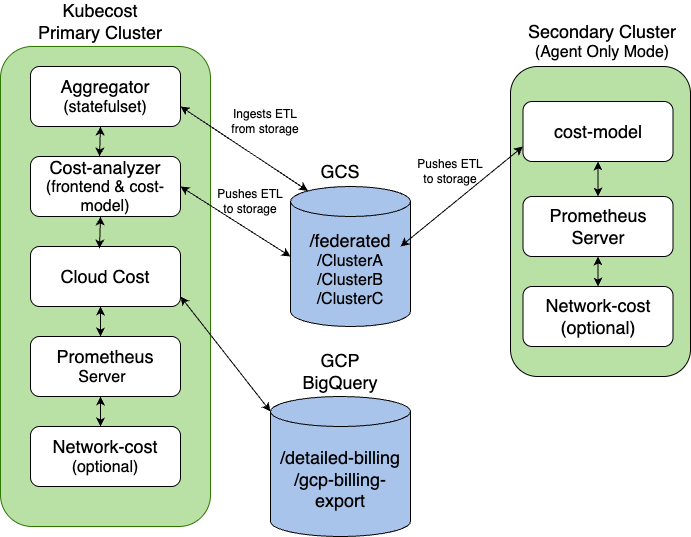 Kubecost
Primary Cluster
Aggregator
(statefulset)
Cost-analyzer
(frontend & cost-
model)
Cloud Cost
Prometheus
Server
Network-cost
(optional)
Ingests ETL
from storage
Pushes ETL
to storage
GCS
/federated
/ClusterA
/ClusterB
/ClusterC
GCP
BigQuery
/detailed-billing
/gcp-billing-
export
Pushes ETL
to storage
Secondary Cluster
(Agent Only Mode)
cost-model
Prometheus
Server
Network-cost
(optional)